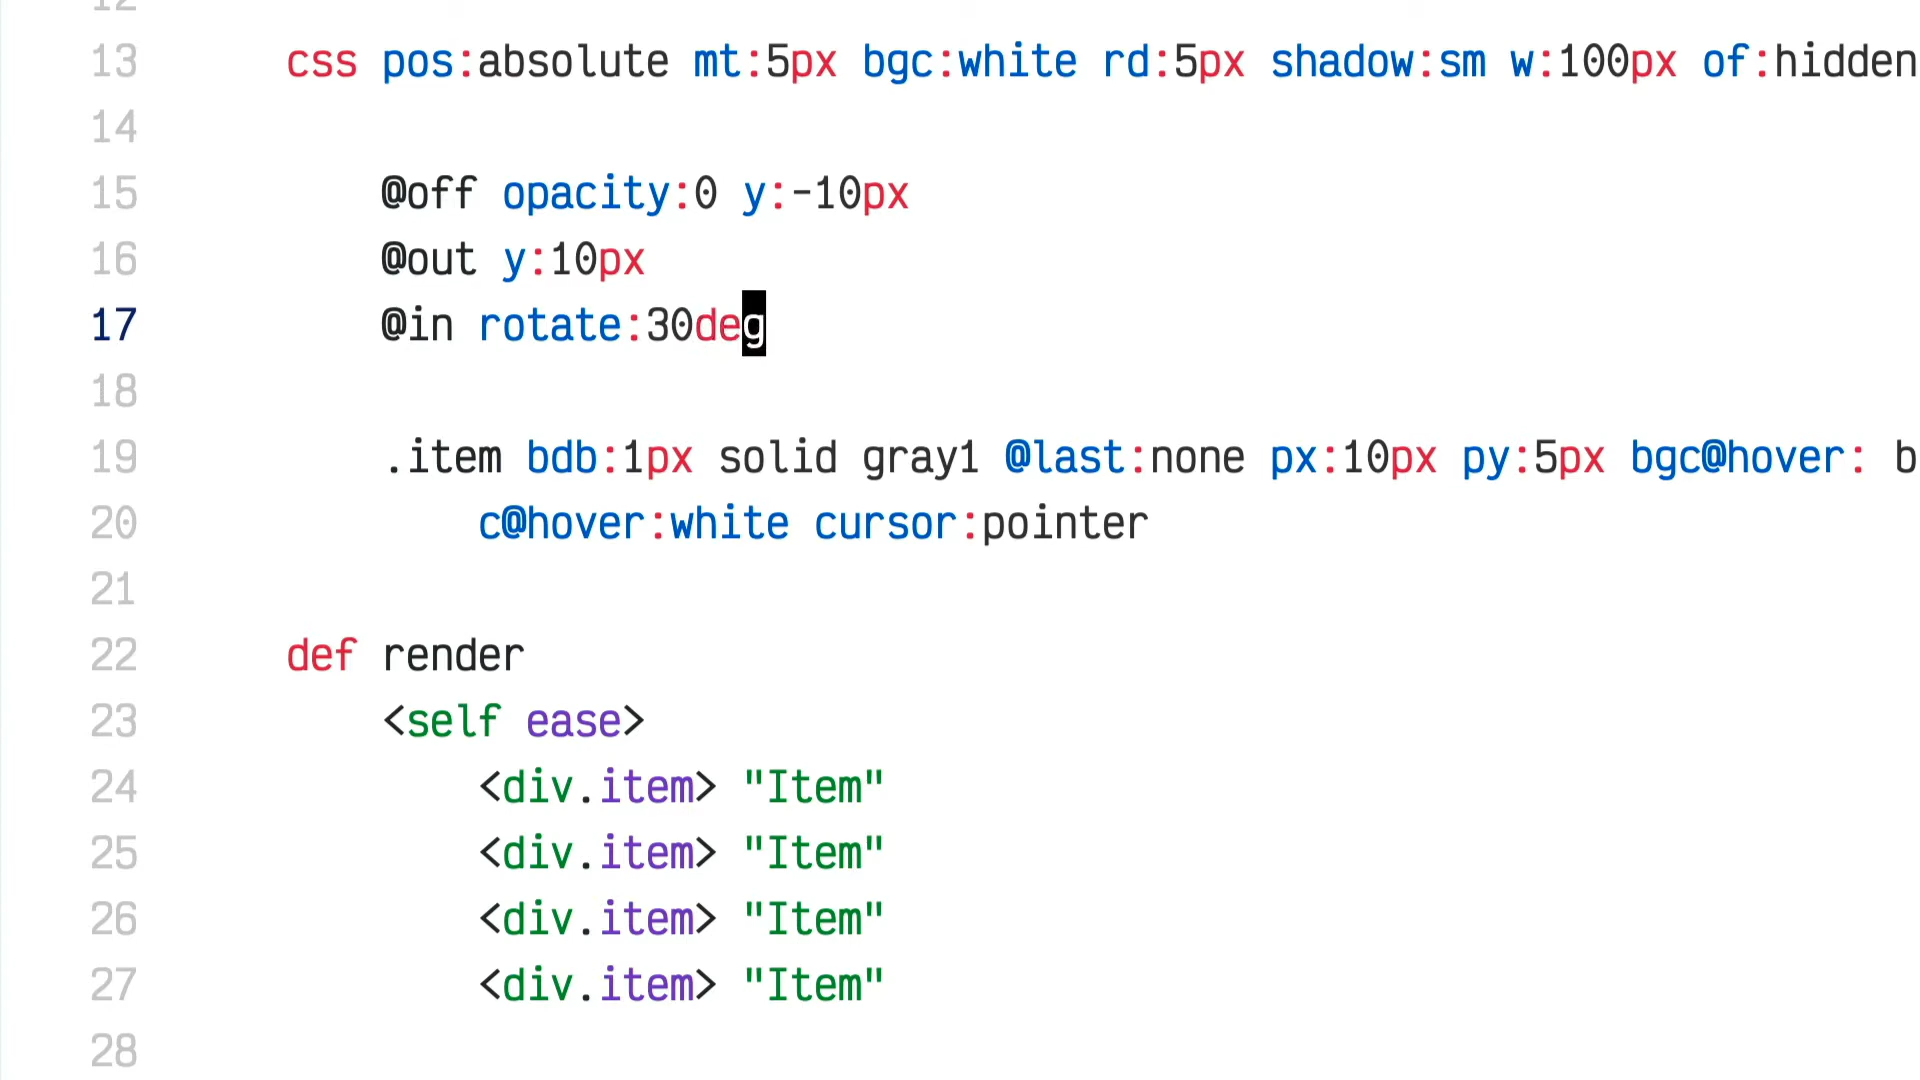 12
13 css pos:absolute mt:5px bgc:white rd:5px shadow:sm w:100px of:hidden
14
15 @off opacity:0 y:-10px
16 @out y:10px
17 @in rotate:30deg
18
19 .item bdb:1px solid gray1 @last:none px:10px py:5px bgc@hover: b
20 c@hover:white cursor:pointer
21
22 def render
23 <self ease>
24 <div.item> "Item"
25 <div.item> "Item"
26 <div.item> "Item"
27 <div.item> "Item"
28